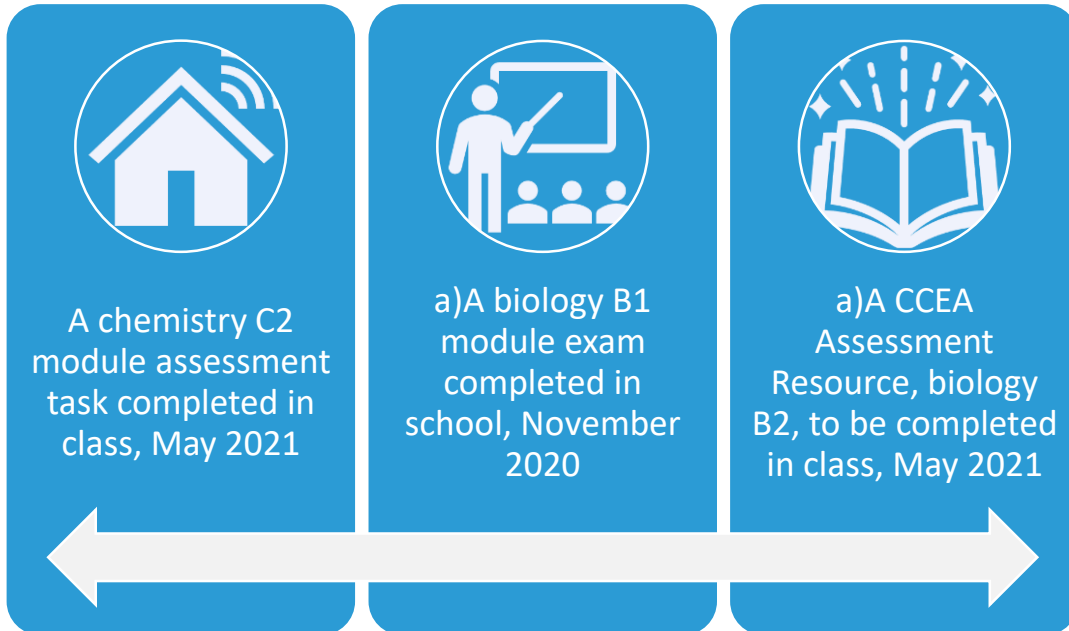 A chemistry C2
module assessment
task completed in
class, May 2021
a)A biology B1
module exam
completed in
school, November
2020
a)A CCEA
Assessment
Resource, biology
B2, to be completed
in class, May 2021